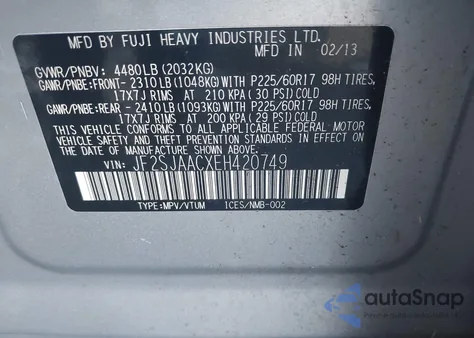 MFD BY FUJI HEAVY INDUSTRIES LTD.
MFD.IN 02/13
GVWR/PNBV: 4480LB (2032KG)
GAWR/PNBE:FRONT- 2310LB (1048KG)WITH P225/60R17 98H TIRES,
17X7J RIMS AT 210 KPA (30 PSI)COLD
GAWR/PNBE:REAR - 2410LB (1093KG)WITH P225/60R17 98H TIRES,
17X7J RIMS AT 200 KPA (29 PSI)COLD
THIS VEHICLE CONFORMS TO ALL APPLICABLE FEDERAL MOTOR
VEHICLE SAFETY AND BUMPER STANDARDS IN EFFECT ON THE
DATE OF MANUFACTURE SHOWN ABOVE.
VIN: JF2SJAACXEH420749
TYPE:MPV/VTUM 1CES/NMB-002
autoSnap
POWERED BY